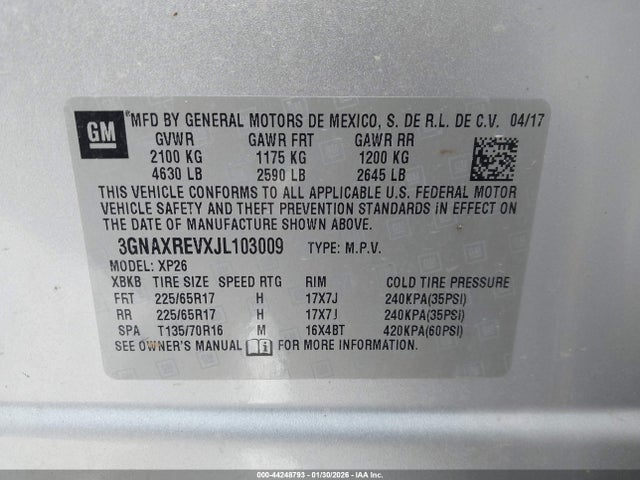 GM
®MFD BY GENERAL MOTORS DE MEXICO, S. DE R.L. DE C.V. 04/17
GVWR GAWR FRT GAWR RR
2100 KG 1175 KG 1200 KG
4630 LB 2590 LB 2645 LB
THIS VEHICLE CONFORMS TO ALL APPLICABLE U.S. FEDERAL MOTOR
VEHICLE SAFETY AND THEFT PREVENTION STANDARDS IN EFFECT ON
THE DATE OF MANUFACTURE SHOWN ABOVE.
3GNAXREVXJL103009 TYPE: M.P.V.
MODEL: XP26
XBKB TIRE SIZE SPEED RTG RIM COLD TIRE PRESSURE
FRT 225/65R17 H 17X7J 240KPA(35PSI)
RR 225/65R17 H 17X7J 240KPA(35PSI)
SPA T135/70R16 M 16X4BT 420KPA(60PSI)
SEE OWNER'S MANUAL FOR MORE INFORMATION.
000-44248793 - 01/30/2026 - IAA Inc.